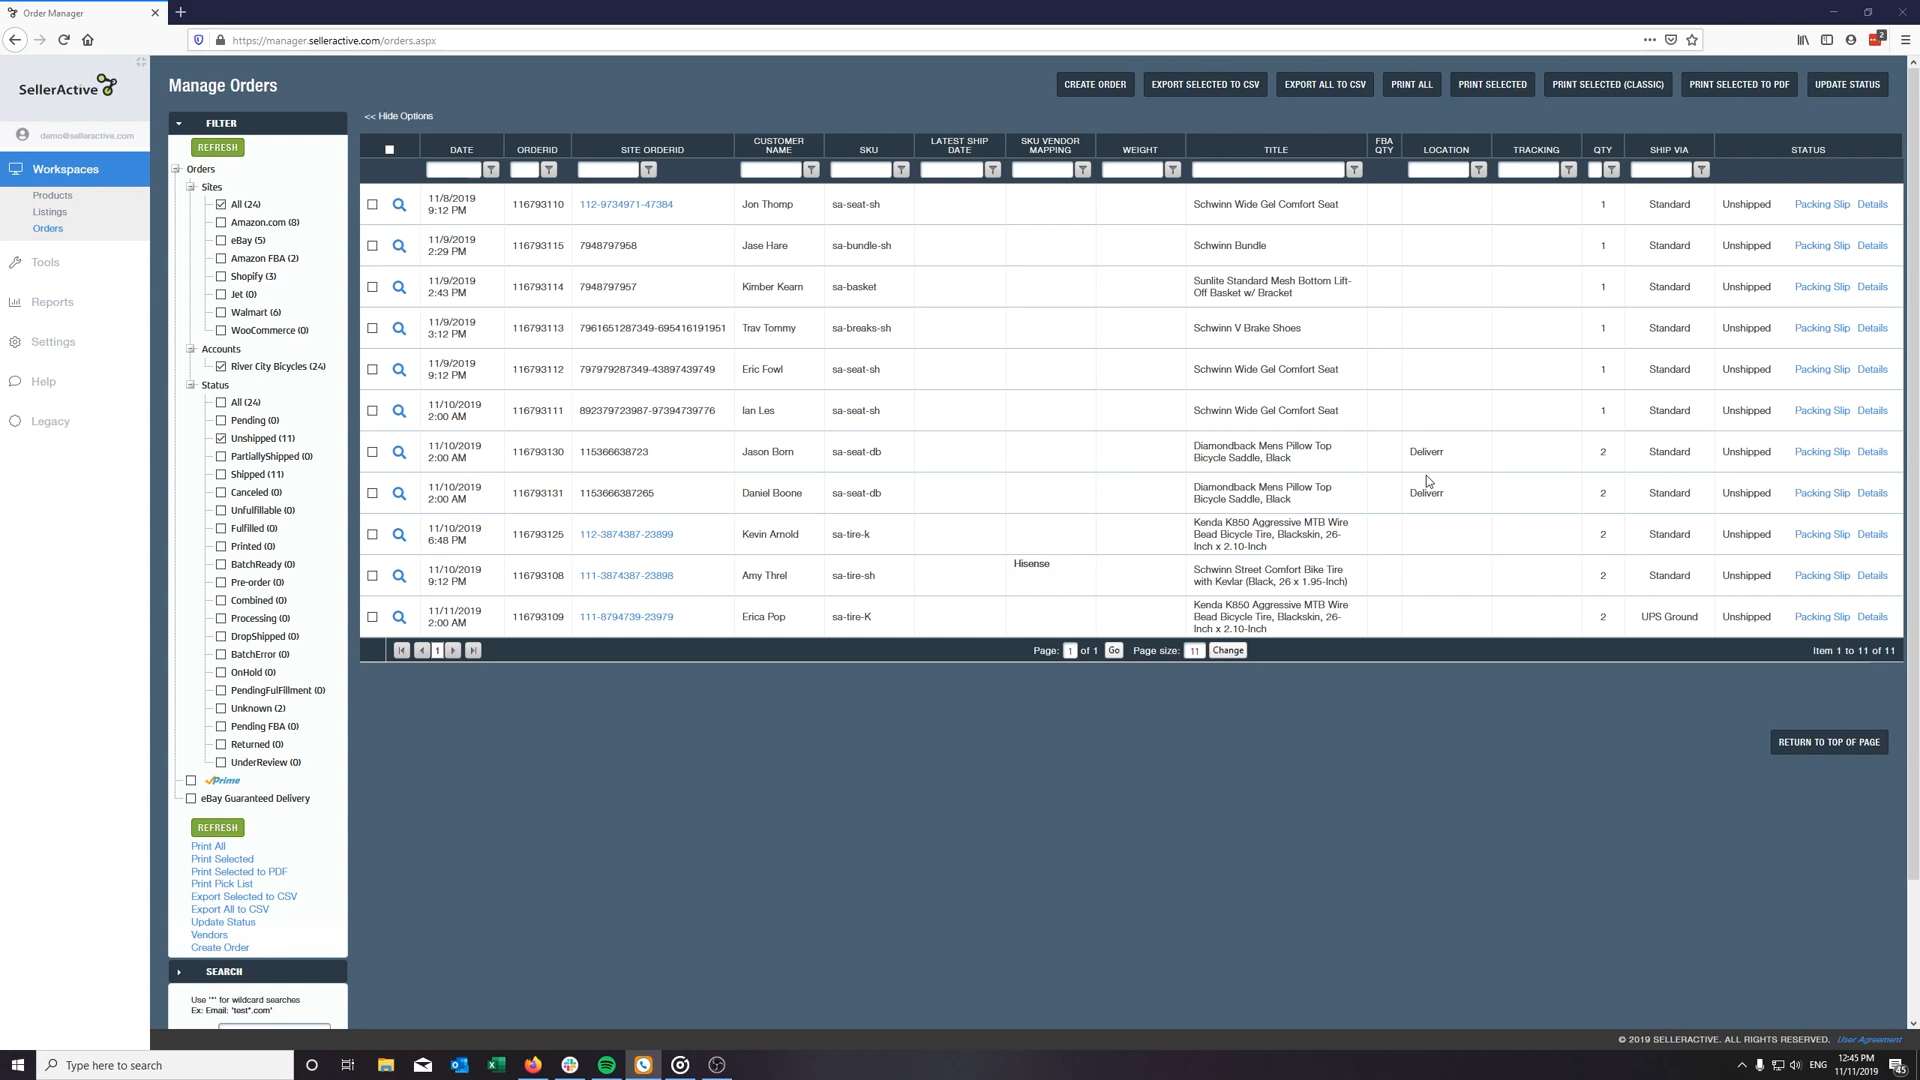 Order Manager
https://manager.selleractive.com/orders.aspx
2
SellerActive
demo@selleractive.com
Workspaces
Products
Listings
Orders
Tools
Reports
Settings
Help
Legacy
Manage Orders
CREATE ORDER
EXPORT SELECTED TO CSV
EXPORT ALL TO CSV
PRINT ALL
PRINT SELECTED
PRINT SELECTED (CLASSIC)
PRINT SELECTED TO PDF
UPDATE STATUS
FILTER
REFRESH
Orders
Sites
All (24)
Amazon.com (8)
eBay (5)
Amazon FBA (2)
Shopify (3)
Jet (0)
Walmart (6)
WooCommerce (0)
Accounts
River City Bicycles (24)
Status
All (24)
Pending (0)
Unshipped (11)
PartiallyShipped (0)
Shipped (11)
Canceled (0)
Unfulfillable (0)
Fulfilled (0)
Printed (0)
BatchReady (0)
Pre-order (0)
Combined (0)
Processing (0)
DropShipped (0)
BatchError (0)
OnHold (0)
PendingFulFillment (0)
Unknown (2)
Pending FBA (0)
Returned (0)
UnderReview (0)
Prime
eBay Guaranteed Delivery
REFRESH
Print All
Print Selected
Print Selected to PDF
Print Pick List
Export Selected to CSV
Export All to CSV
Update Status
Vendors
Create Order
SEARCH
Use '*' for wildcard searches
Ex: Email: 'test*.com'
<< Hide Options
DATE ORDERID SITE ORDERID CUSTOMER NAME SKU LATEST SHIP DATE SKU VENDOR MAPPING WEIGHT TITLE FBA QTY LOCATION TRACKING QTY SHIP VIA STATUS
11/8/2019 9:12 PM 116793110 112-9734971-47384 Jon Thomp sa-seat-sh Schwinn Wide Gel Comfort Seat 1 Standard Unshipped Packing Slip Details
11/9/2019 2:29 PM 116793115 7948797958 Jase Hare sa-bundle-sh Schwinn Bundle 1 Standard Unshipped Packing Slip Details
11/9/2019 2:43 PM 116793114 7948797957 Kimber Kearn sa-basket Sunlite Standard Mesh Bottom Lift-Off Basket w/ Bracket 1 Standard Unshipped Packing Slip Details
11/9/2019 3:12 PM 116793113 7961651287349-695416191951 Trav Tommy sa-breaks-sh Schwinn V Brake Shoes 1 Standard Unshipped Packing Slip Details
11/9/2019 9:12 PM 116793112 797979287349-43897439749 Eric Fowl sa-seat-sh Schwinn Wide Gel Comfort Seat 1 Standard Unshipped Packing Slip Details
11/10/2019 2:00 AM 116793111 892379723987-97394739776 Ian Les sa-seat-sh Schwinn Wide Gel Comfort Seat 1 Standard Unshipped Packing Slip Details
11/10/2019 2:00 AM 116793130 115366638723 Jason Born sa-seat-db Diamondback Mens Pillow Top Bicycle Saddle, Black Deliverr 2 Standard Unshipped Packing Slip Details
11/10/2019 2:00 AM 116793131 1153666387265 Daniel Boone sa-seat-db Diamondback Mens Pillow Top Bicycle Saddle, Black Deliverr 2 Standard Unshipped Packing Slip Details
11/10/2019 6:48 PM 116793125 112-3874387-23899 Kevin Arnold sa-tire-k Kenda K850 Aggressive MTB Wire Bead Bicycle Tire, Blackskin, 26-Inch x 2.10-Inch 2 Standard Unshipped Packing Slip Details
11/10/2019 9:12 PM 116793108 111-3874387-23898 Amy Threl sa-tire-sh Hisense Schwinn Street Comfort Bike Tire with Kevlar (Black, 26 x 1.95-Inch) 2 Standard Unshipped Packing Slip Details
11/11/2019 2:00 AM 116793109 111-8794739-23979 Erica Pop sa-tire-K Kenda K850 Aggressive MTB Wire Bead Bicycle Tire, Blackskin, 26-Inch x 2.10-Inch 2 UPS Ground Unshipped Packing Slip Details
1 Page: 1 of 1 Go Page size: 11 Change Item 1 to 11 of 11
RETURN TO TOP OF PAGE
© 2019 SELLERACTIVE. ALL RIGHTS RESERVED. User Agreement
Type here to search
ENG
12:45 PM
11/11/2019
45